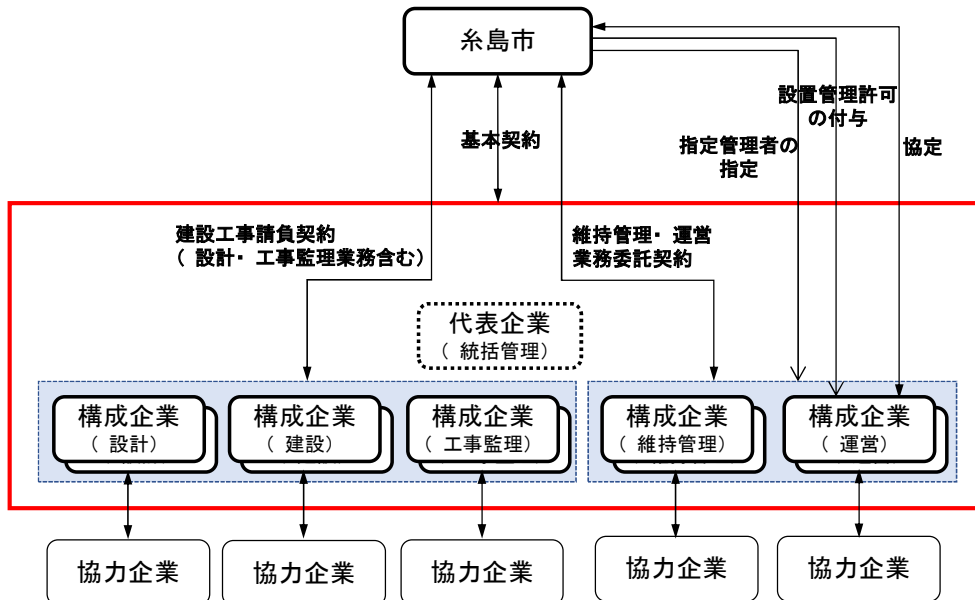 糸島市
設置管理許可
の付与
基本契約
指定管理者の
指定
協定
建設工事請負契約
（ 設計・ 工事監理業務含む）
維持管理・ 運営
業務委託契約
代表企業
（ 統括管理）
構成企業
（ 設計）
構成企業
（ 建設）
構成企業
（ 工事監理）
構成企業
（ 維持管理）
構成企業
（ 運営）
協力企業
協力企業
協力企業
協力企業
協力企業